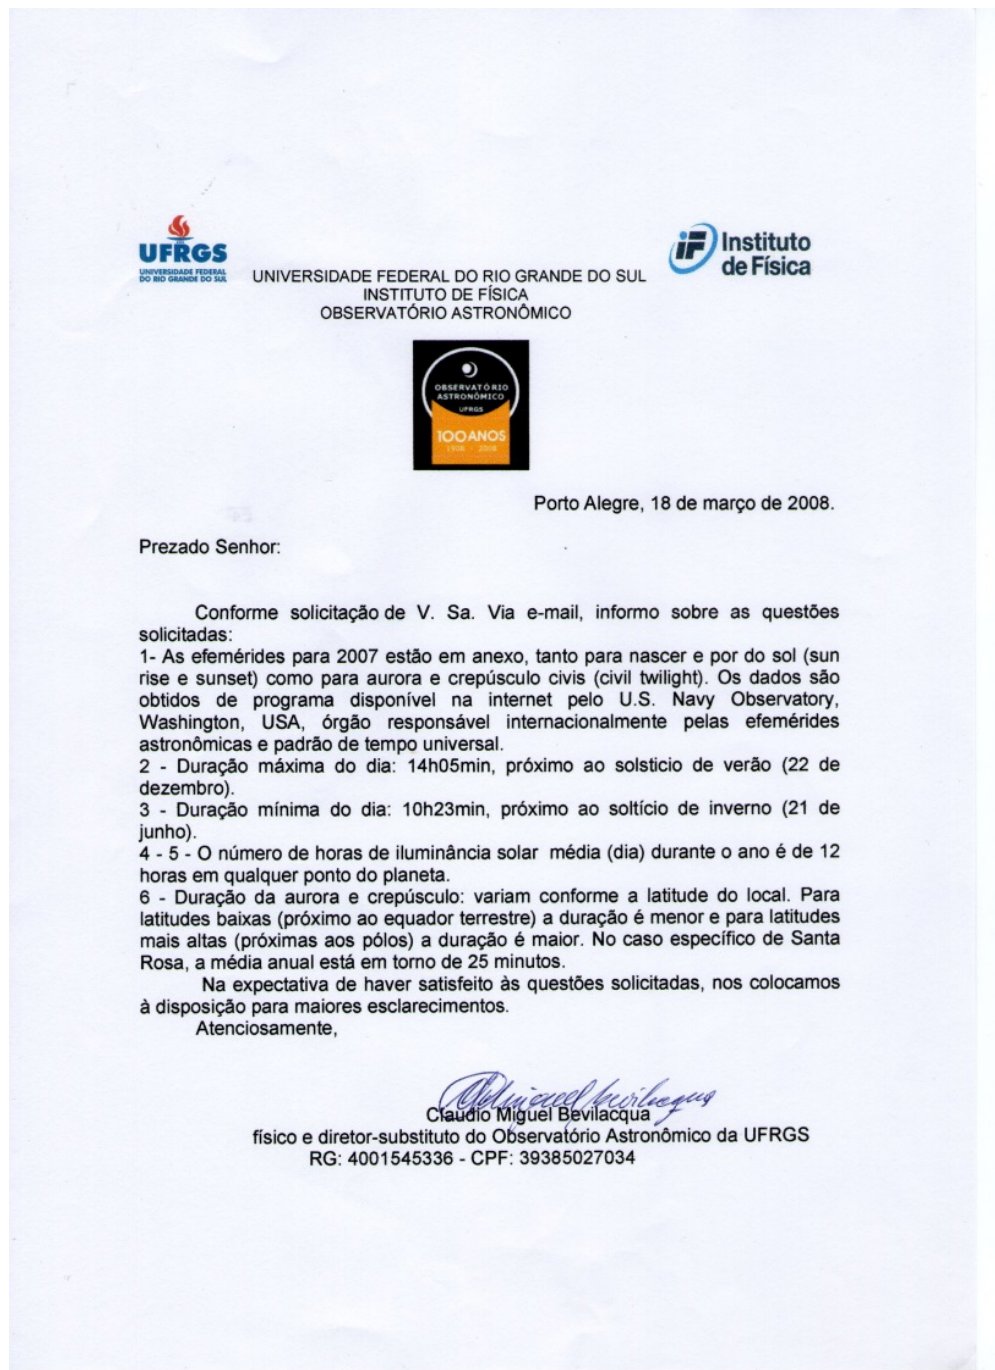 UFRGS
UNIVERSIDADE FEDERAL
DO RIO GRANDE DO SUL
iF Instituto
de Física
UNIVERSIDADE FEDERAL DO RIO GRANDE DO SUL
INSTITUTO DE FÍSICA
OBSERVATÓRIO ASTRONÔMICO
OBSERVATÓRIO
ASTRONÔMICO
UFRGS
100 ANOS
1908 - 2008
Porto Alegre, 18 de março de 2008.
Prezado Senhor:
Conforme solicitação de V. Sa. Via e-mail, informo sobre as questões
solicitadas:
1- As efemérides para 2007 estão em anexo, tanto para nascer e por do sol (sun
rise e sunset) como para aurora e crepúsculo civis (civil twilight). Os dados são
obtidos de programa disponível na internet pelo U.S. Navy Observatory,
Washington, USA, órgão responsável internacionalmente pelas efemérides
astronômicas e padrão de tempo universal.
2 - Duração máxima do dia: 14h05min, próximo ao solsticio de verão (22 de
dezembro).
3 - Duração mínima do dia: 10h23min, próximo ao soltício de inverno (21 de
junho).
4 - 5 - O número de horas de iluminância solar média (dia) durante o ano é de 12
horas em qualquer ponto do planeta.
6 - Duração da aurora e crepúsculo: variam conforme a latitude do local. Para
latitudes baixas (próximo ao equador terrestre) a duração é menor e para latitudes
mais altas (próximas aos pólos) a duração é maior. No caso específico de Santa
Rosa, a média anual está em torno de 25 minutos.
Na expectativa de haver satisfeito às questões solicitadas, nos colocamos
à disposição para maiores esclarecimentos.
Atenciosamente,
Claudio Miguel Bevilacqua
físico e diretor-substituto do Observatório Astronômico da UFRGS
RG: 4001545336 - CPF: 39385027034